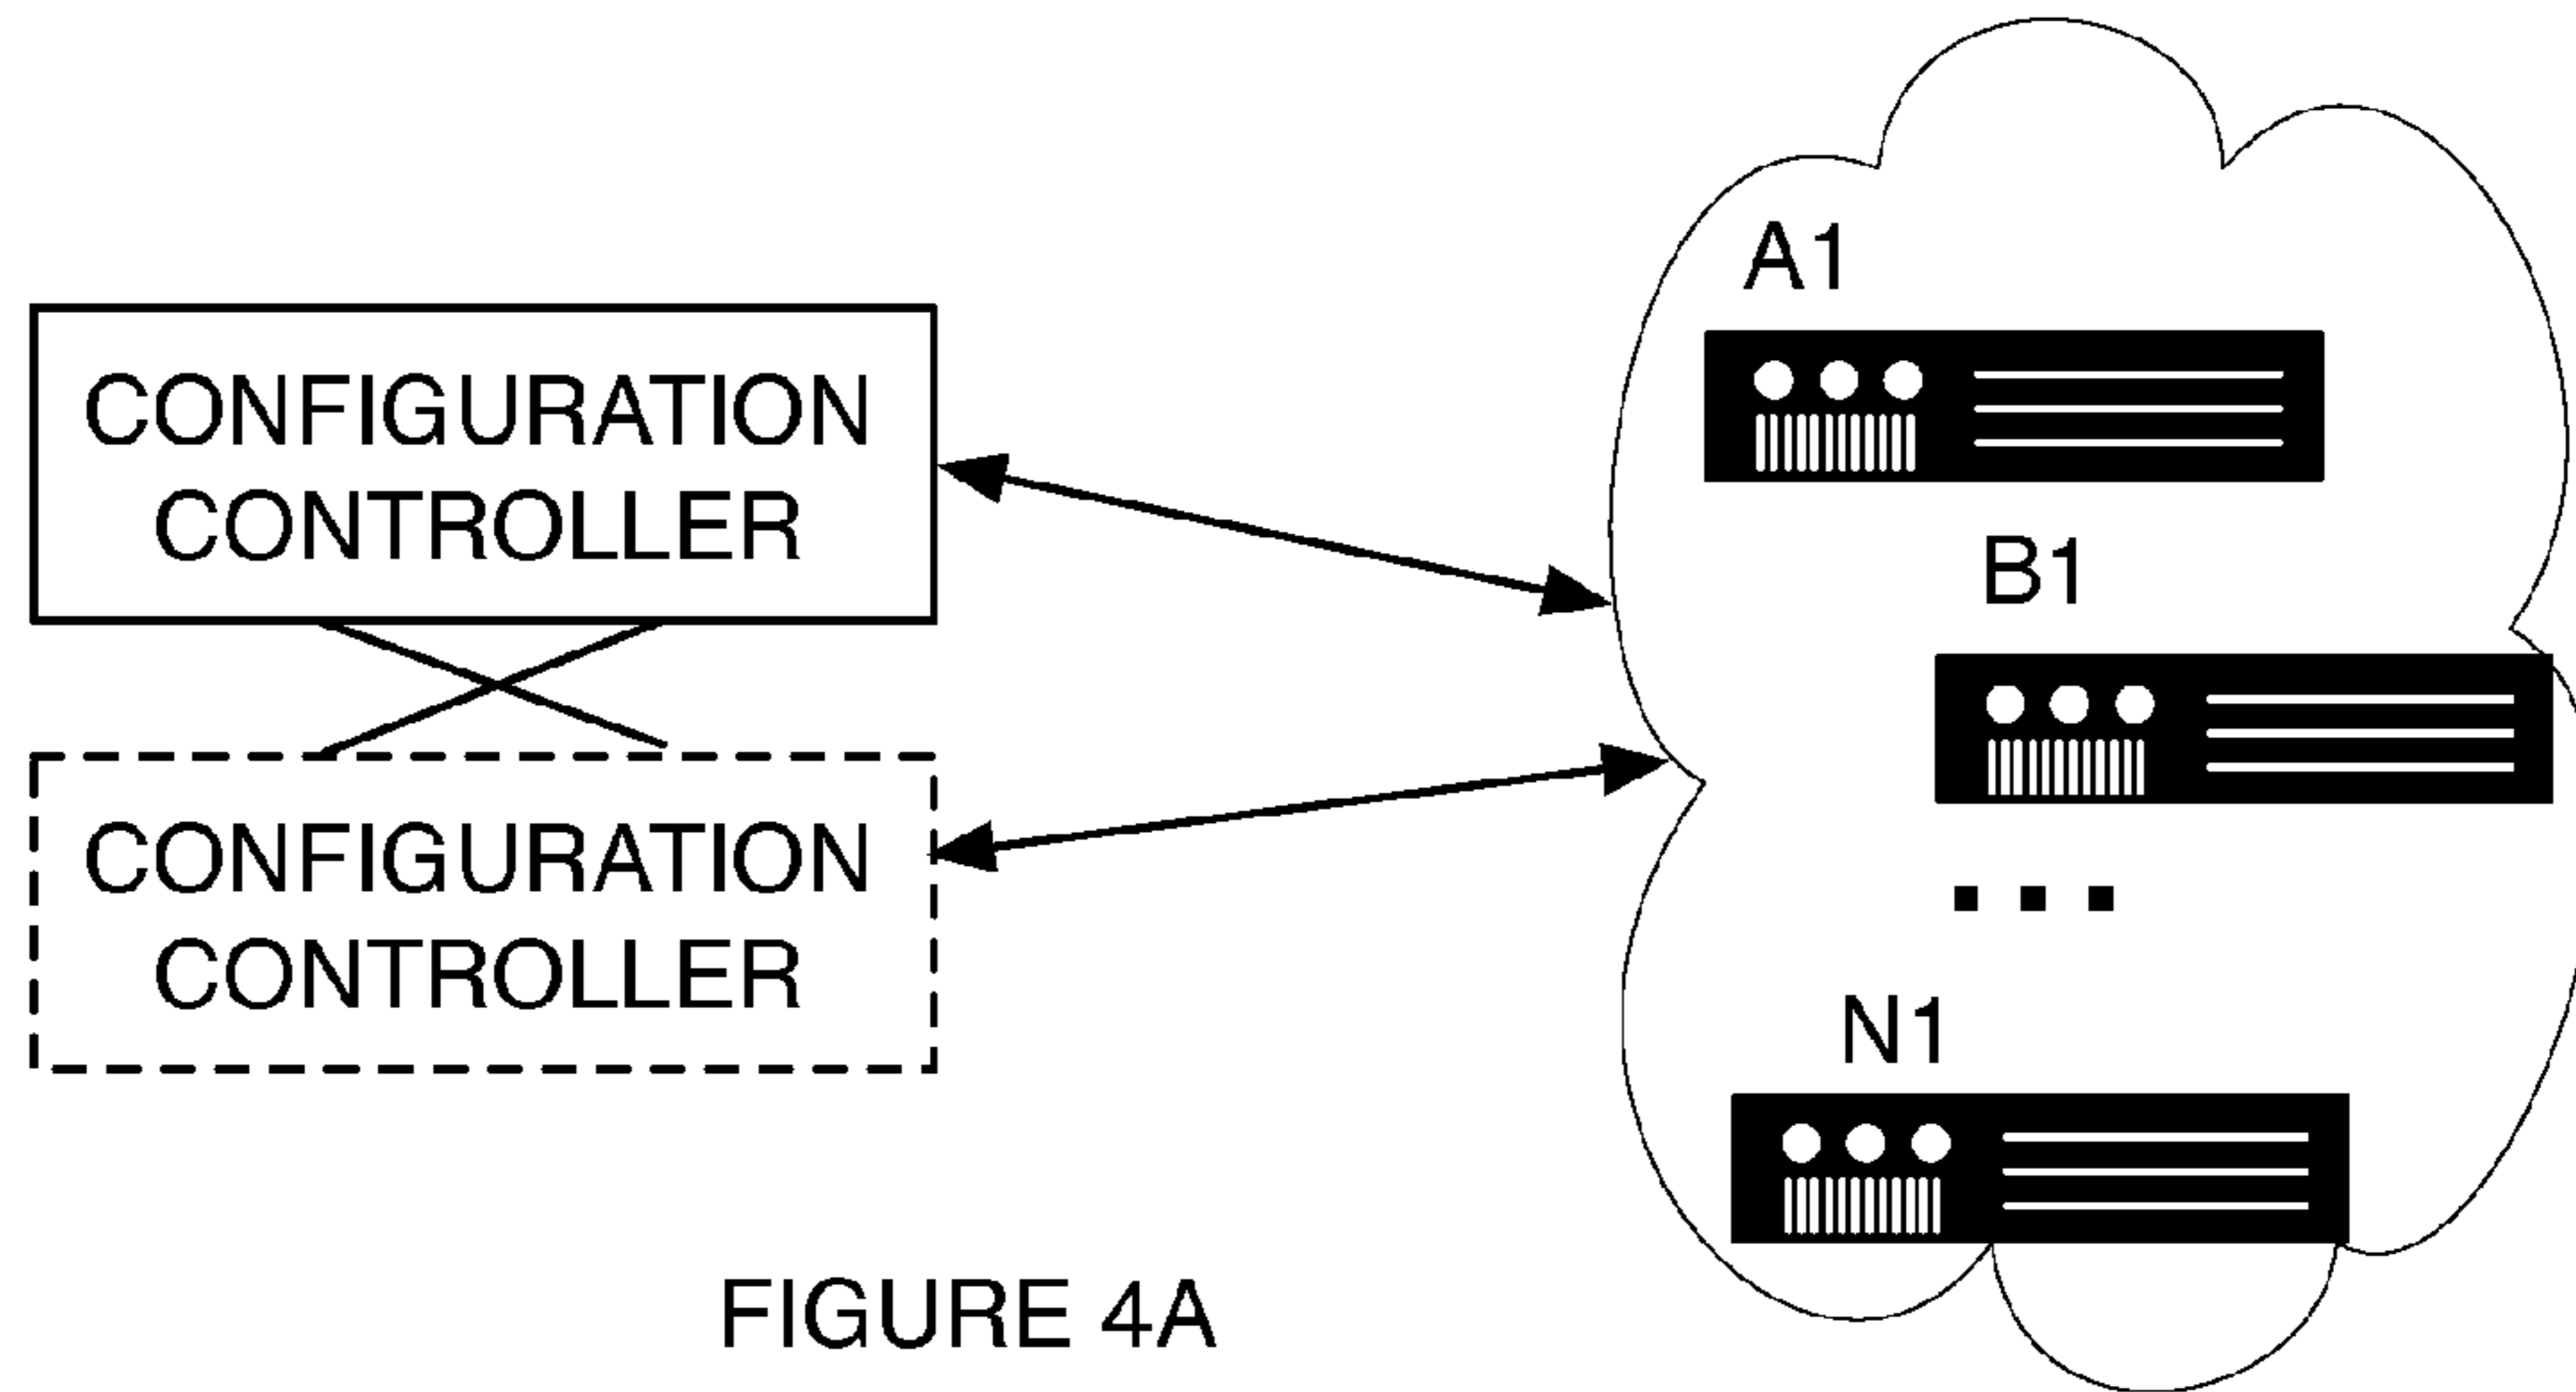 A1
CONFIGURATION
CONTROLLER
B1
CONFIGURATION
CONTROLLER
N1
FIGURE 4A